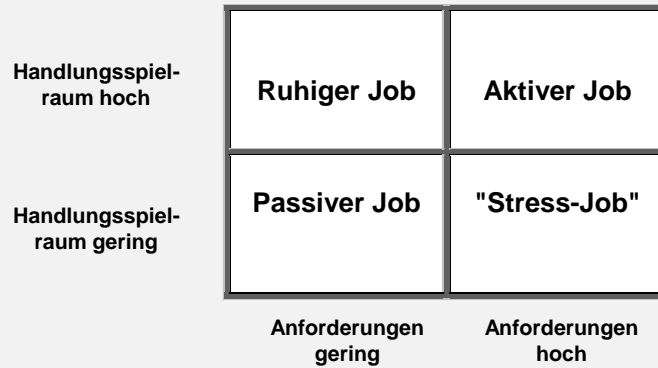 Handlungsspiel-
raum hoch
Ruhiger Job
Aktiver Job
Handlungsspiel-
raum gering
Passiver Job
"Stress-Job"
Anforderungen
gering
Anforderungen
hoch